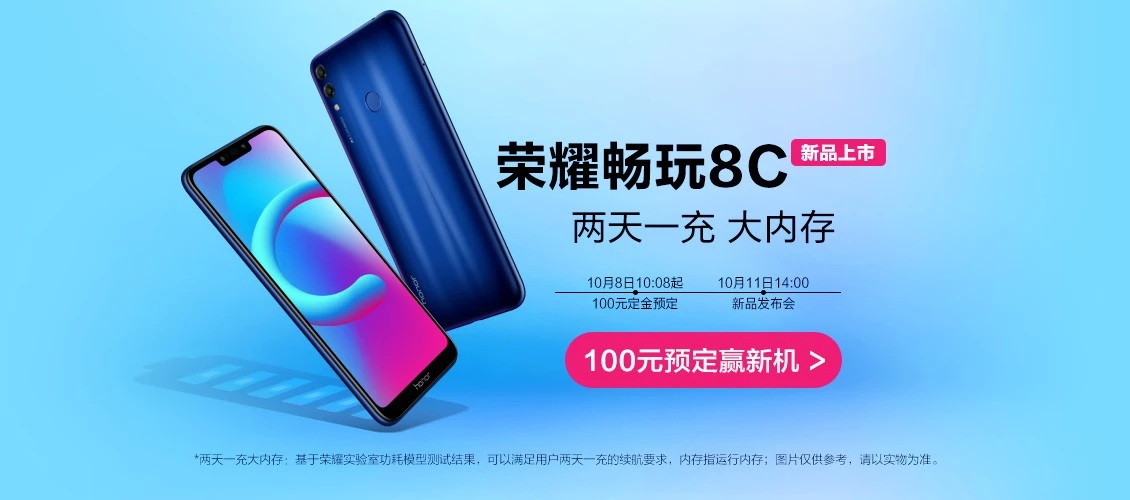 荣耀畅玩8C
新品上市
两天一充 大内存
10月8日10:08起
10月11日14:00
100元定金预定
新品发布会
100元预定赢新机 >
honor
honor
*两天一充大内存：基于荣耀实验室功耗模型测试结果，可以满足用户两天一充的续航要求，内存指运行内存；图片仅供参考，请以实物为准。